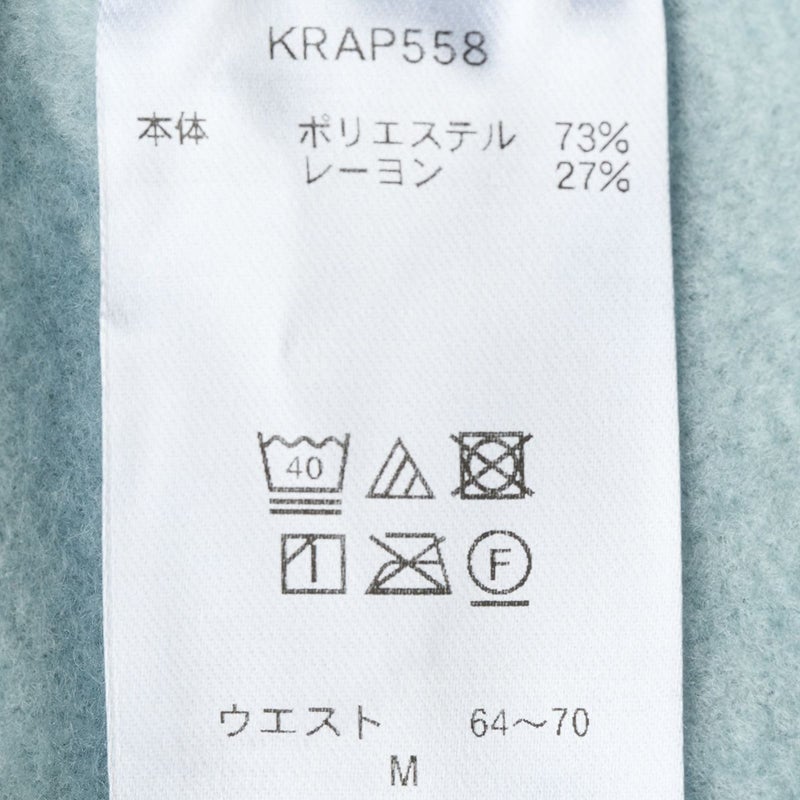 KRAP558
本体 ポリエステル 73%
レーヨン 27%
40
F
ウエスト 64～70
M